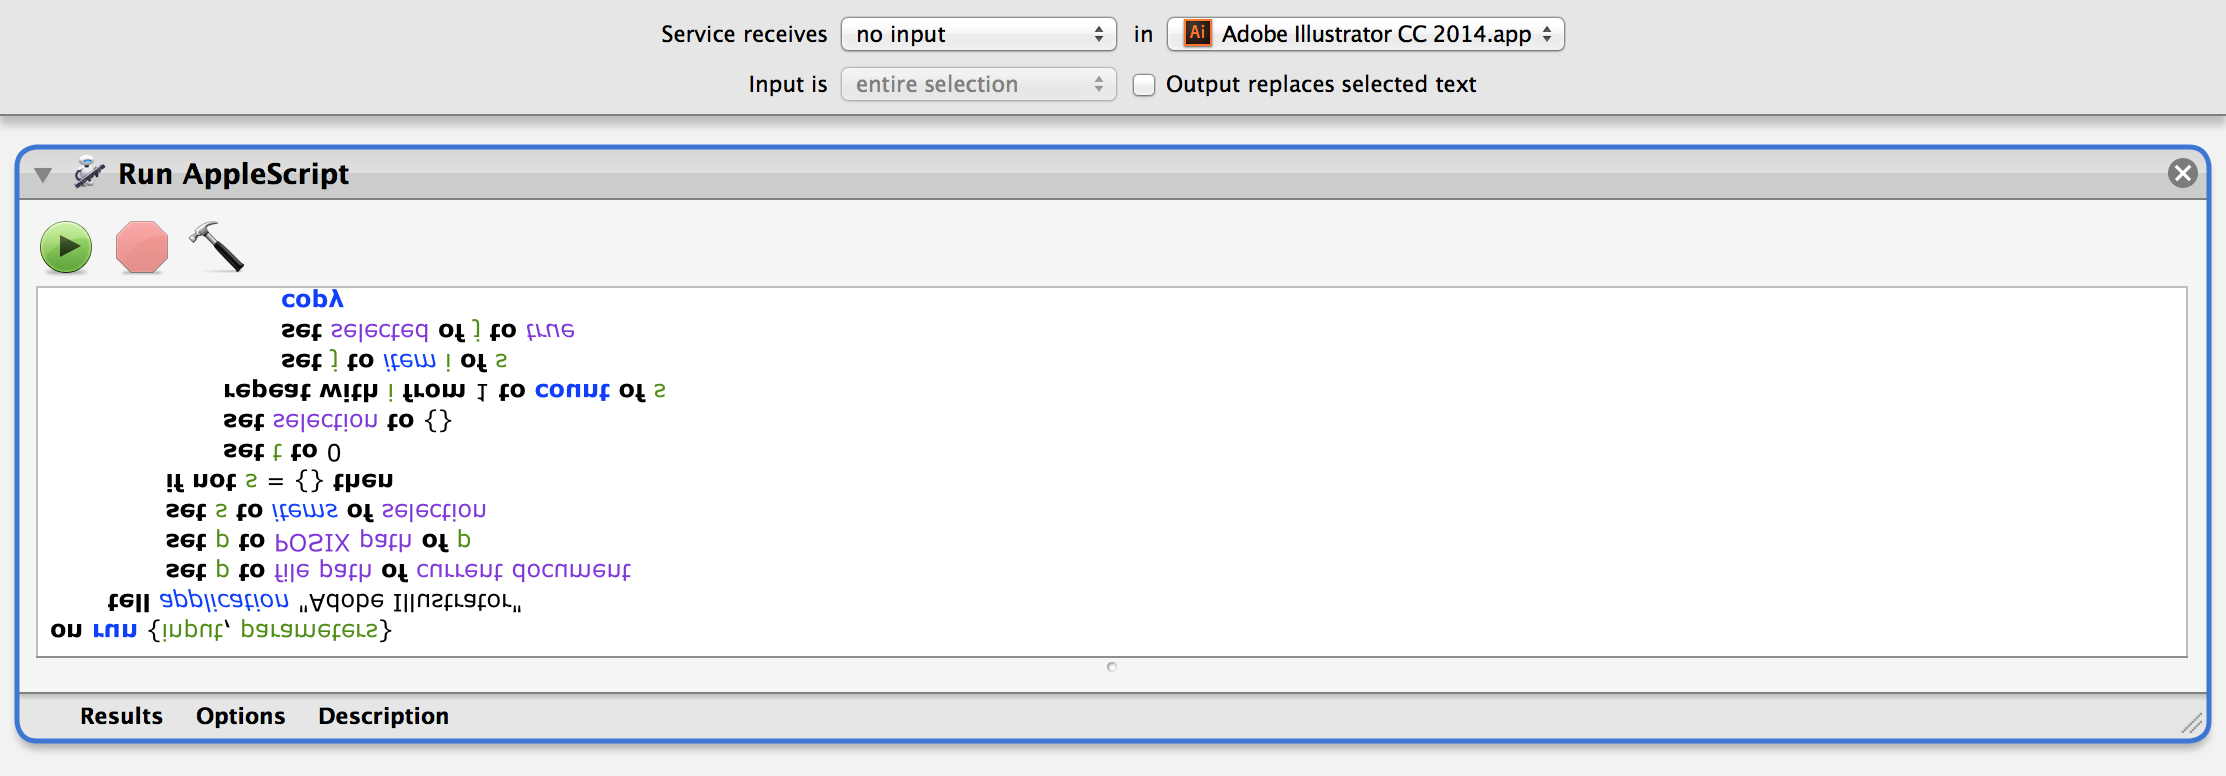 Service receives no input in Ai Adobe Illustrator CC 2014.app
Input is entire selection Output replaces selected text
Run AppleScript
on run {input, parameters}
tell application "Adobe Illustrator"
set p to file path of current document
set p to POSIX path of p
set s to items of selection
if not s = {} then
set t to 0
set selection to {}
repeat with i from 1 to count of s
set j to item i of s
set selected of j to true
copy
Results Options Description